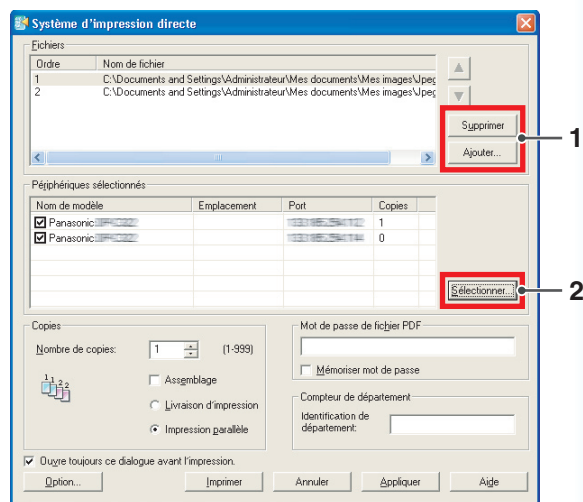 Système d'impression directe
Fichiers
Ordre Nom de fichier
1 C:\Documents and Settings\Administrateur\Mes documents\Mes images\Jpeg
2 C:\Documents and Settings\Administrateur\Mes documents\Mes images\Jpeg
Supprimer
1
Ajouter...
Périphériques sélectionnés
Nom de modèle Emplacement Port Copies
Panasonic 1
Panasonic 0
Sélectionner...
2
Copies
Nombre de copies: 1 (1-999)
1 1 2 2
Assemblage
Livraison d'impression
Impression parallèle
Mot de passe de fichier PDF
Mémoriser mot de passe
Compteur de département
Identification de
département:
Ouvre toujours ce dialogue avant l'impression.
Option... Imprimer Annuler Appliquer Aide